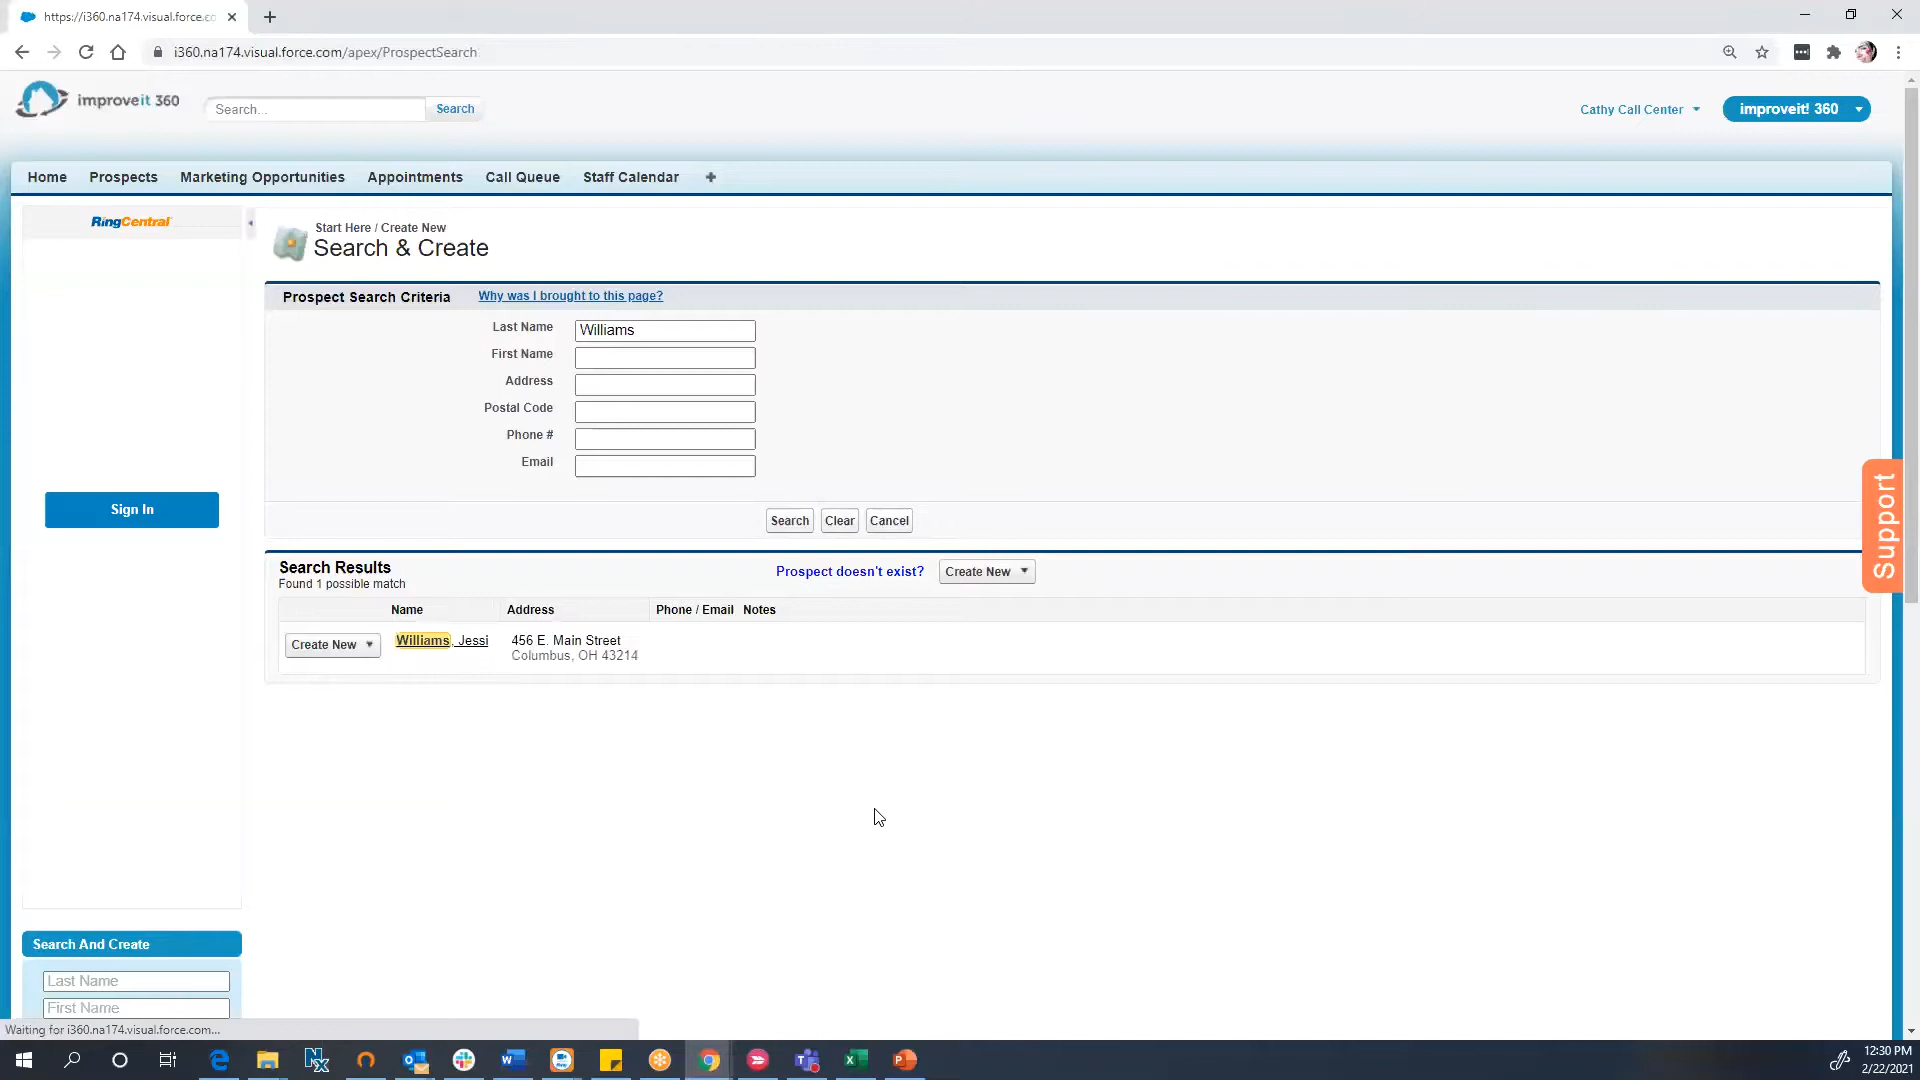 https://i360.na174.visual.force.co
i360.na174.visual.force.com/apex/ProspectSearch
improveit 360
Search...
Search
Cathy Call Center
improveit! 360
Home
Prospects
Marketing Opportunities
Appointments
Call Queue
Staff Calendar
RingCentral
Start Here / Create New
Search & Create
Prospect Search Criteria
Why was I brought to this page?
Last Name
Williams
First Name
Address
Postal Code
Phone #
Email
Sign In
Search
Clear
Cancel
Support
Search Results
Found 1 possible match
Prospect doesn't exist?
Create New
Name
Address
Phone / Email
Notes
Create New
Williams, Jessi
456 E. Main Street
Columbus, OH 43214
Search And Create
Last Name
First Name
Waiting for i360.na174.visual.force.com...
12:30 PM
2/22/2021